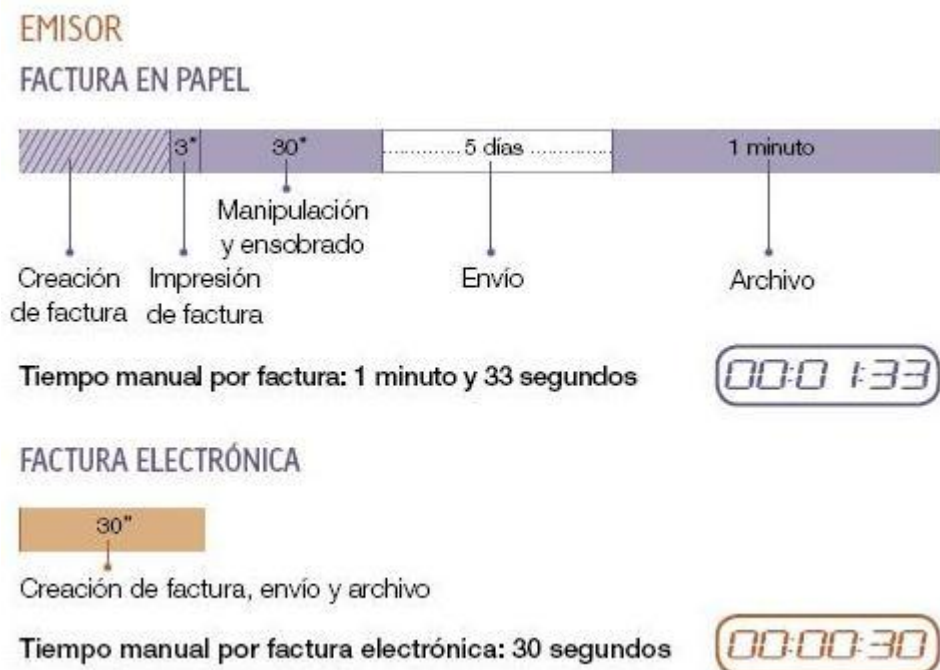 EMISOR
FACTURA EN PAPEL
3" 30" 5 días 1 minuto
Manipulación
y ensobrado
Creación
de factura
Impresión
de factura
Envío
Archivo
Tiempo manual por factura: 1 minuto y 33 segundos
00:01:33
FACTURA ELECTRÓNICA
30"
Creación de factura, envío y archivo
Tiempo manual por factura electrónica: 30 segundos
00:00:30